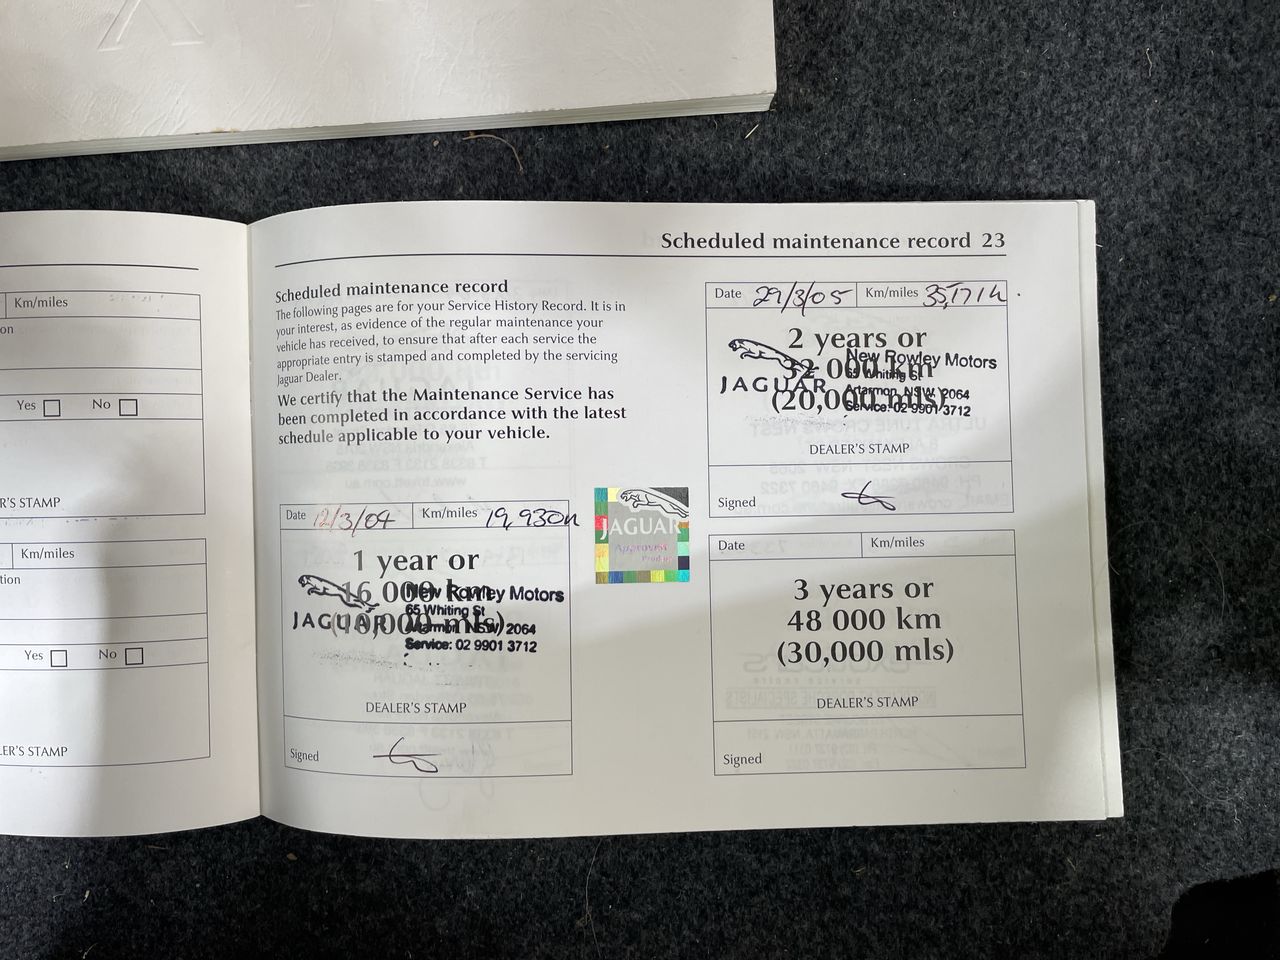 Km/miles
on
Yes No
R'S STAMP
Km/miles
tion
Yes No
LER'S STAMP
Scheduled maintenance record 23
Scheduled maintenance record
The following pages are for your Service History Record. It is in
your interest, as evidence of the regular maintenance your
vehicle has received, to ensure that after each service the
appropriate entry is stamped and completed by the servicing
Jaguar Dealer.
We certify that the Maintenance Service has
been completed in accordance with the latest
schedule applicable to your vehicle.
Date 12/3/04 Km/miles 19,930
1 year or
16 000 km
(10,000 mls)
JAGUAR
New Rowley Motors
65 Whiting St
Artarmon NSW 2064
Service: 02 9901 3712
DEALER'S STAMP
Signed
JAGUAR
Approved
Product
Date 29/3/05 Km/miles 35,171
2 years or
32 000 km
(20,000 mls)
JAGUAR
New Rowley Motors
65 Whiting St
Artarmon NSW 2064
Service: 02 9901 3712
DEALER'S STAMP
Signed
Date Km/miles
3 years or
48 000 km
(30,000 mls)
DEALER'S STAMP
Signed